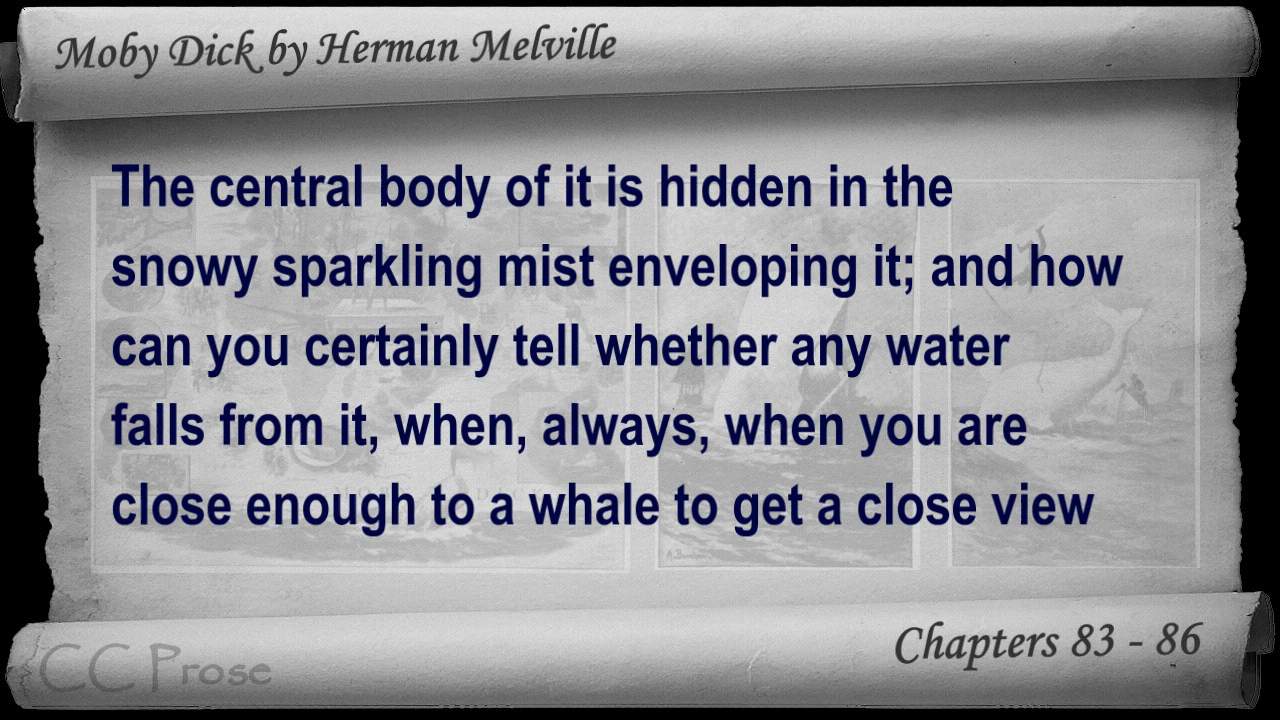 Moby Dick by Herman Melville
The central body of it is hidden in the
snowy sparkling mist enveloping it; and how
can you certainly tell whether any water
falls from it, when, always, when you are
close enough to a whale to get a close view
Chapters 83 - 86
CC Prose